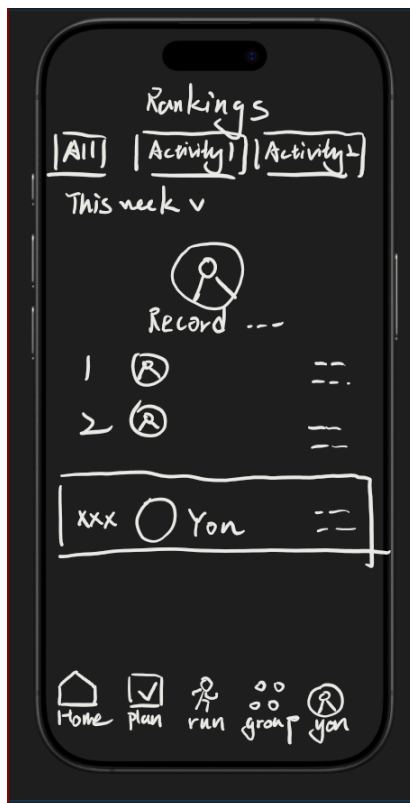 Rankings
All Activity1 Activity2
This week v
Record ---
1
2
xxx You
Home plan run group you